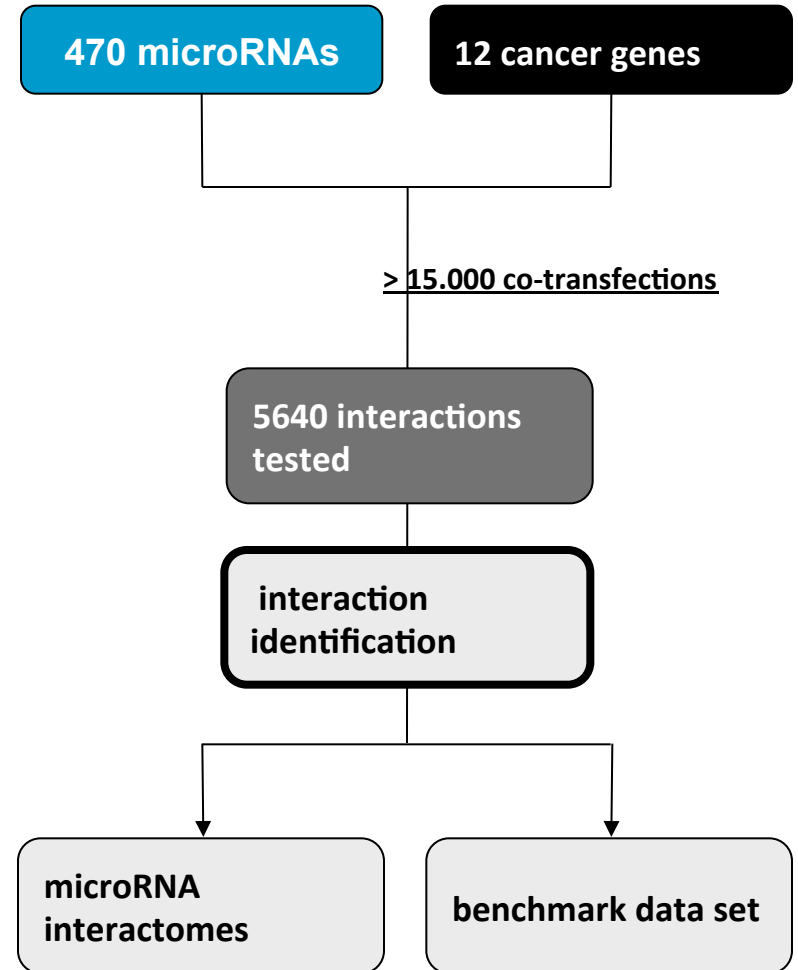 470 microRNAs
12 cancer genes
> 15.000 co-transfections
5640 interactions
tested
interaction
identification
microRNA
interactomes
benchmark data set